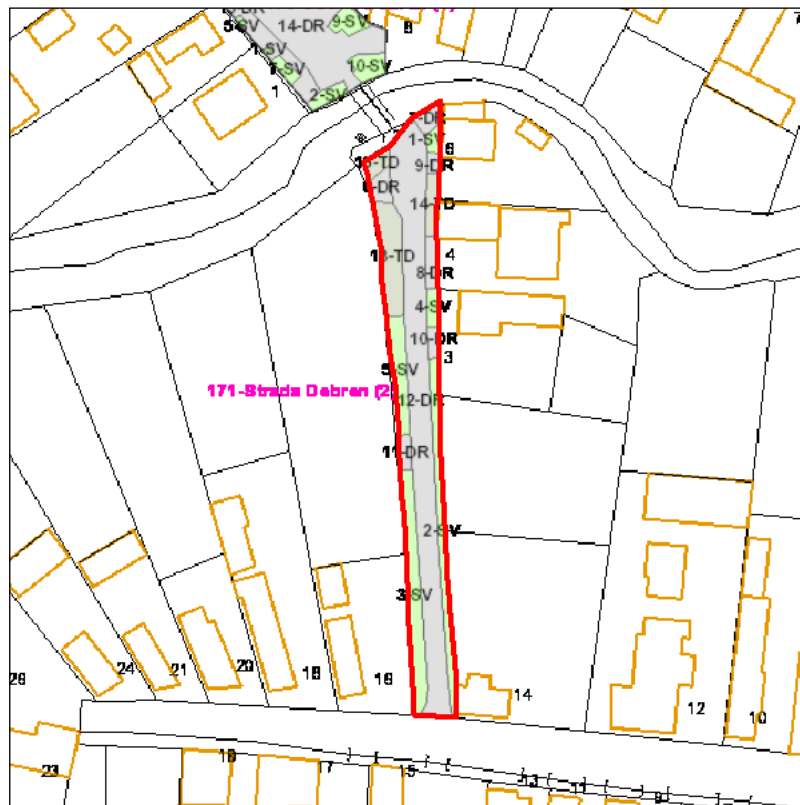 14-DR
9-SV
8
5-SV
1-SV
10-SV
7-SV
2-SV
1
7-DR
1-SV
6
9-DR
6-DR
14-TD
4
13-TD
8-DR
4-SV
10-DR
3
5-SV
171-Strada Debren (2
12-DR
11-DR
2-SV
3-SV
26
24
21
20
18
16
14
12
10
23
19
17
15
13
11
9